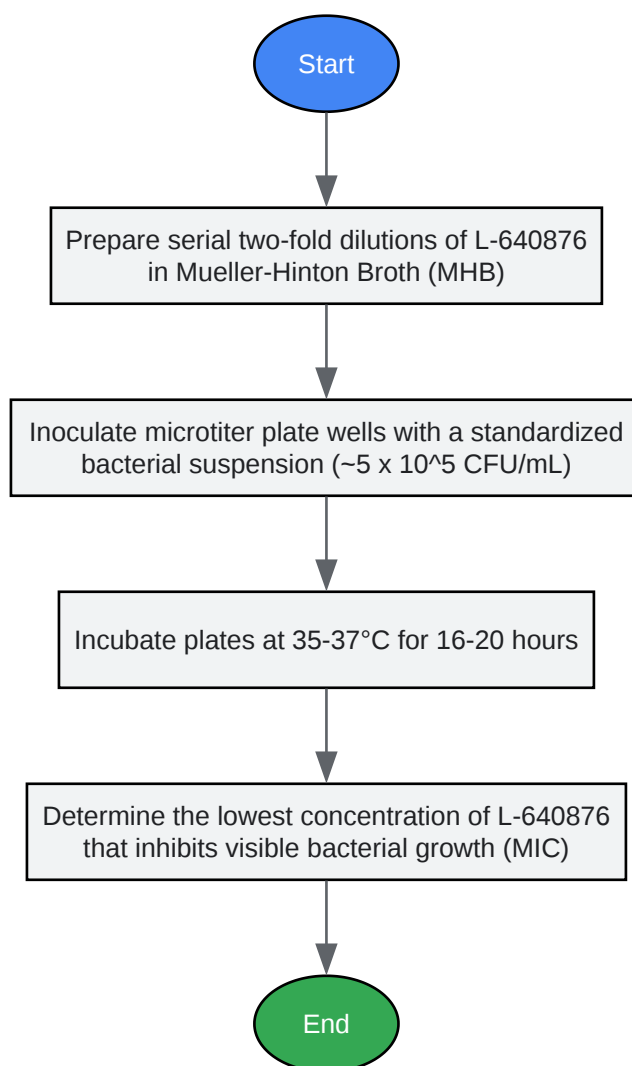 Start
Prepare serial two-fold dilutions of L-640876
in Mueller-Hinton Broth (MHB)
Inoculate microtiter plate wells with a standardized
bacterial suspension (~5 x 10^5 CFU/mL)
Incubate plates at 35-37°C for 16-20 hours
Determine the lowest concentration of L-640876
that inhibits visible bacterial growth (MIC)
End